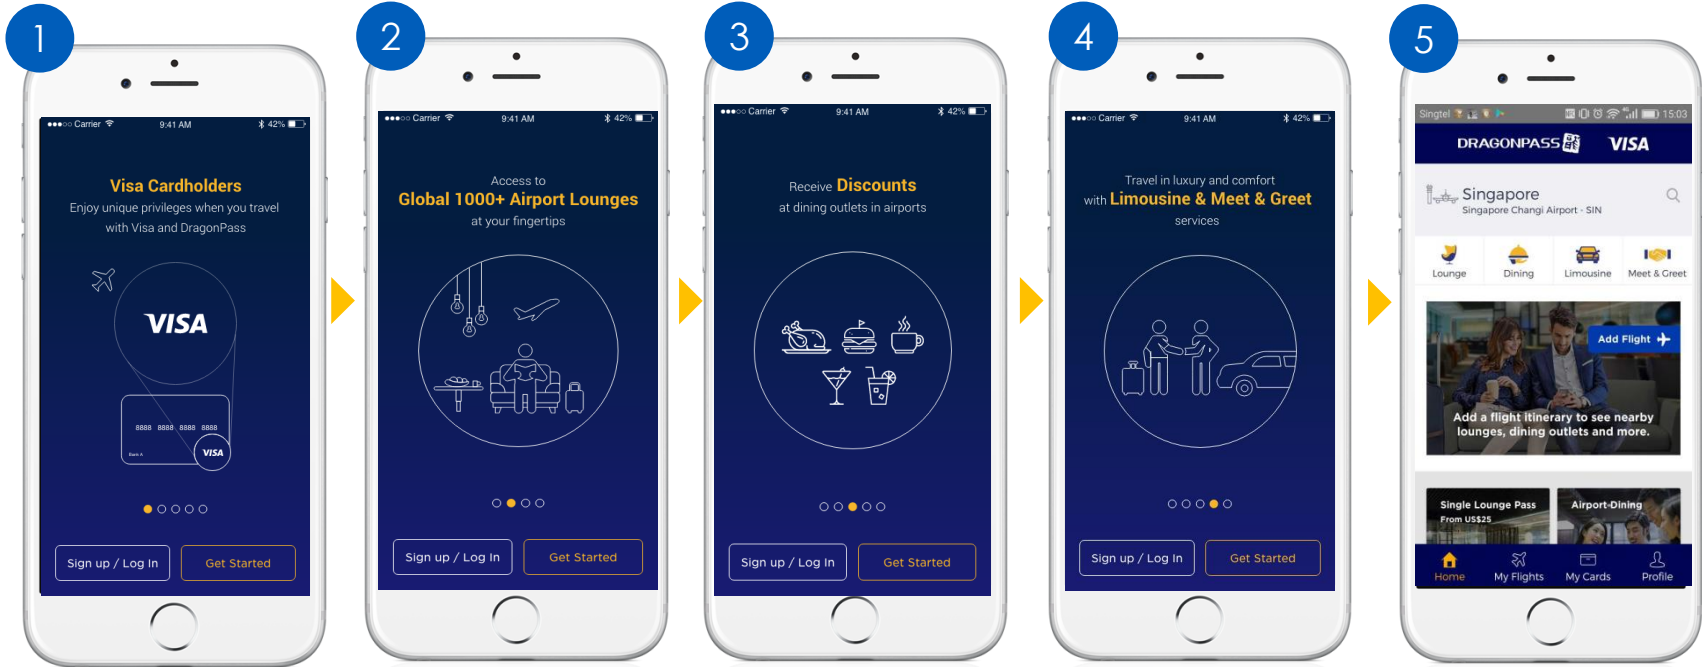 1
●●●○○ Carrier 9:41 AM 42%
Visa Cardholders
Enjoy unique privileges when you travel
with Visa and DragonPass
VISA
8888 8888 8888 8888
Bank A
VISA
Sign up / Log In
Get Started
2
●●●○○ Carrier 9:41 AM 42%
Access to
Global 1000+ Airport Lounges
at your fingertips
Sign up / Log In
Get Started
3
●●●○○ Carrier 9:41 AM 42%
Receive Discounts
at dining outlets in airports
Sign up / Log In
Get Started
4
●●●○○ Carrier 9:41 AM 42%
Travel in luxury and comfort
with Limousine & Meet & Greet
services
Sign up / Log In
Get Started
5
Singtel 15:03
DRAGONPASS VISA
Singapore
Singapore Changi Airport - SIN
Lounge Dining Limousine Meet & Greet
Add Flight
Add a flight itinerary to see nearby
lounges, dining outlets and more.
Single Lounge Pass
From US$25
Airport-Dining
Home My Flights My Cards Profile